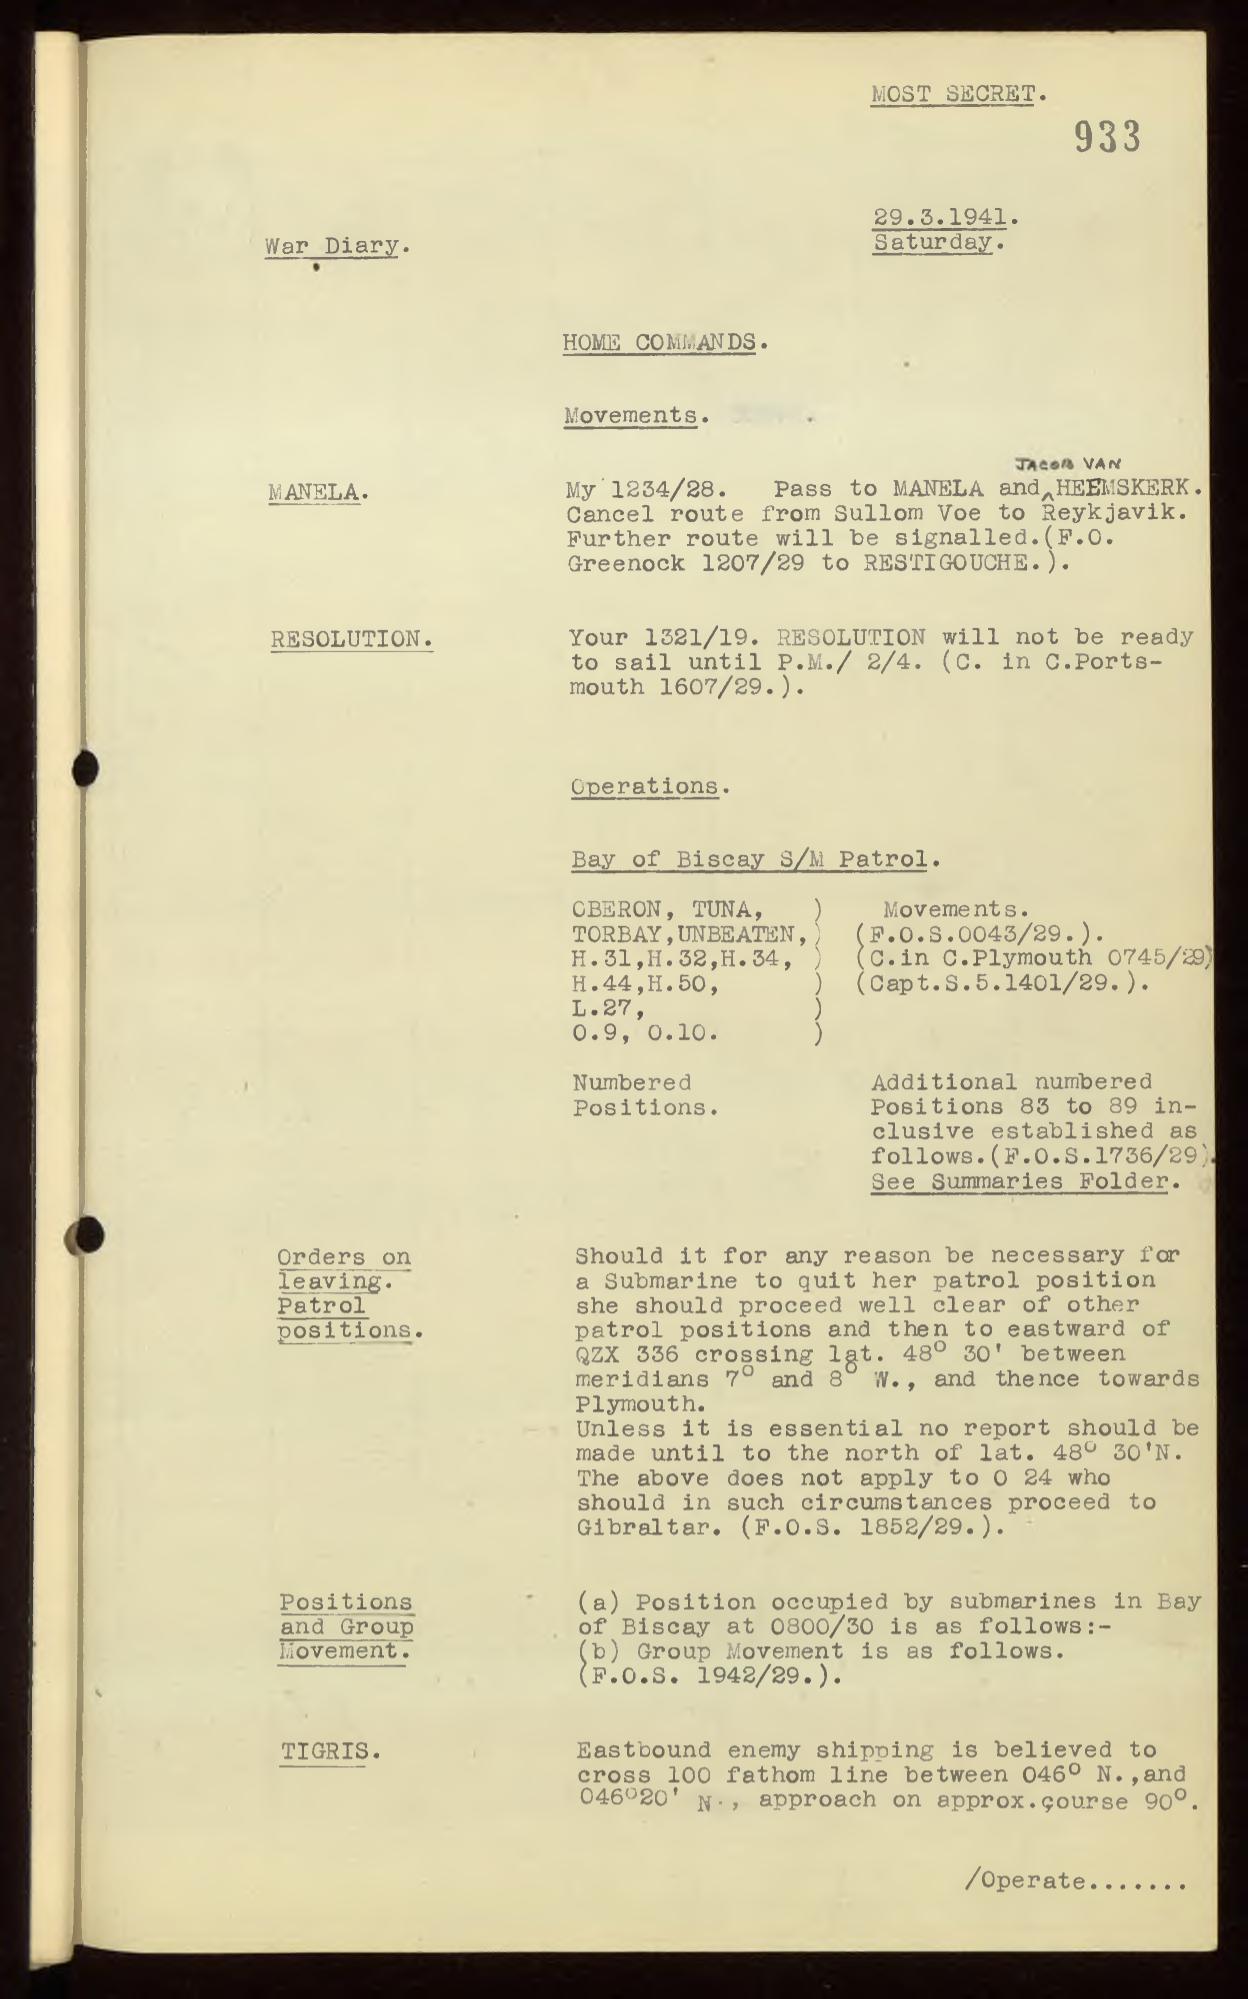 MOST SECRET.
933
29.3.1941.
Saturday.
War Diary.
HOME COMMANDS.
Movements.
JACOB VAN
MANELA. My 1234/28. Pass to MANELA and HEEMSKERK.
Cancel route from Sullom Voe to Reykjavik.
Further route will be signalled.(F.O.
Greenock 1207/29 to RESTIGOUCHE.).
RESOLUTION. Your 1321/19. RESOLUTION will not be ready
to sail until P.M./ 2/4. (C. in C.Ports-
mouth 1607/29.).
Operations.
Bay of Biscay S/M Patrol.
OBERON, TUNA, ) Movements.
TORBAY,UNBEATEN, ) (F.O.S.0043/29.).
H.31,H.32,H.34, ) (C.in C.Plymouth 0745/29)
H.44,H.50, ) (Capt.S.5.1401/29.).
L.27, )
O.9, O.10. )
Numbered Additional numbered
Positions. Positions 83 to 89 in-
clusive established as
follows.(F.O.S.1736/29).
See Summaries Folder.
Orders on Should it for any reason be necessary for
leaving. a Submarine to quit her patrol position
Patrol she should proceed well clear of other
positions. patrol positions and then to eastward of
QZX 336 crossing lat. 48° 30' between
meridians 7° and 8° W., and thence towards
Plymouth.
Unless it is essential no report should be
made until to the north of lat. 48° 30'N.
The above does not apply to O 24 who
should in such circumstances proceed to
Gibraltar. (F.O.S. 1852/29.).
Positions (a) Position occupied by submarines in Bay
and Group of Biscay at 0800/30 is as follows:-
Movement. (b) Group Movement is as follows.
(F.O.S. 1942/29.).
TIGRIS. Eastbound enemy shipping is believed to
cross 100 fathom line between 046° N.,and
046°20' N., approach on approx.course 90°.
/Operate.......